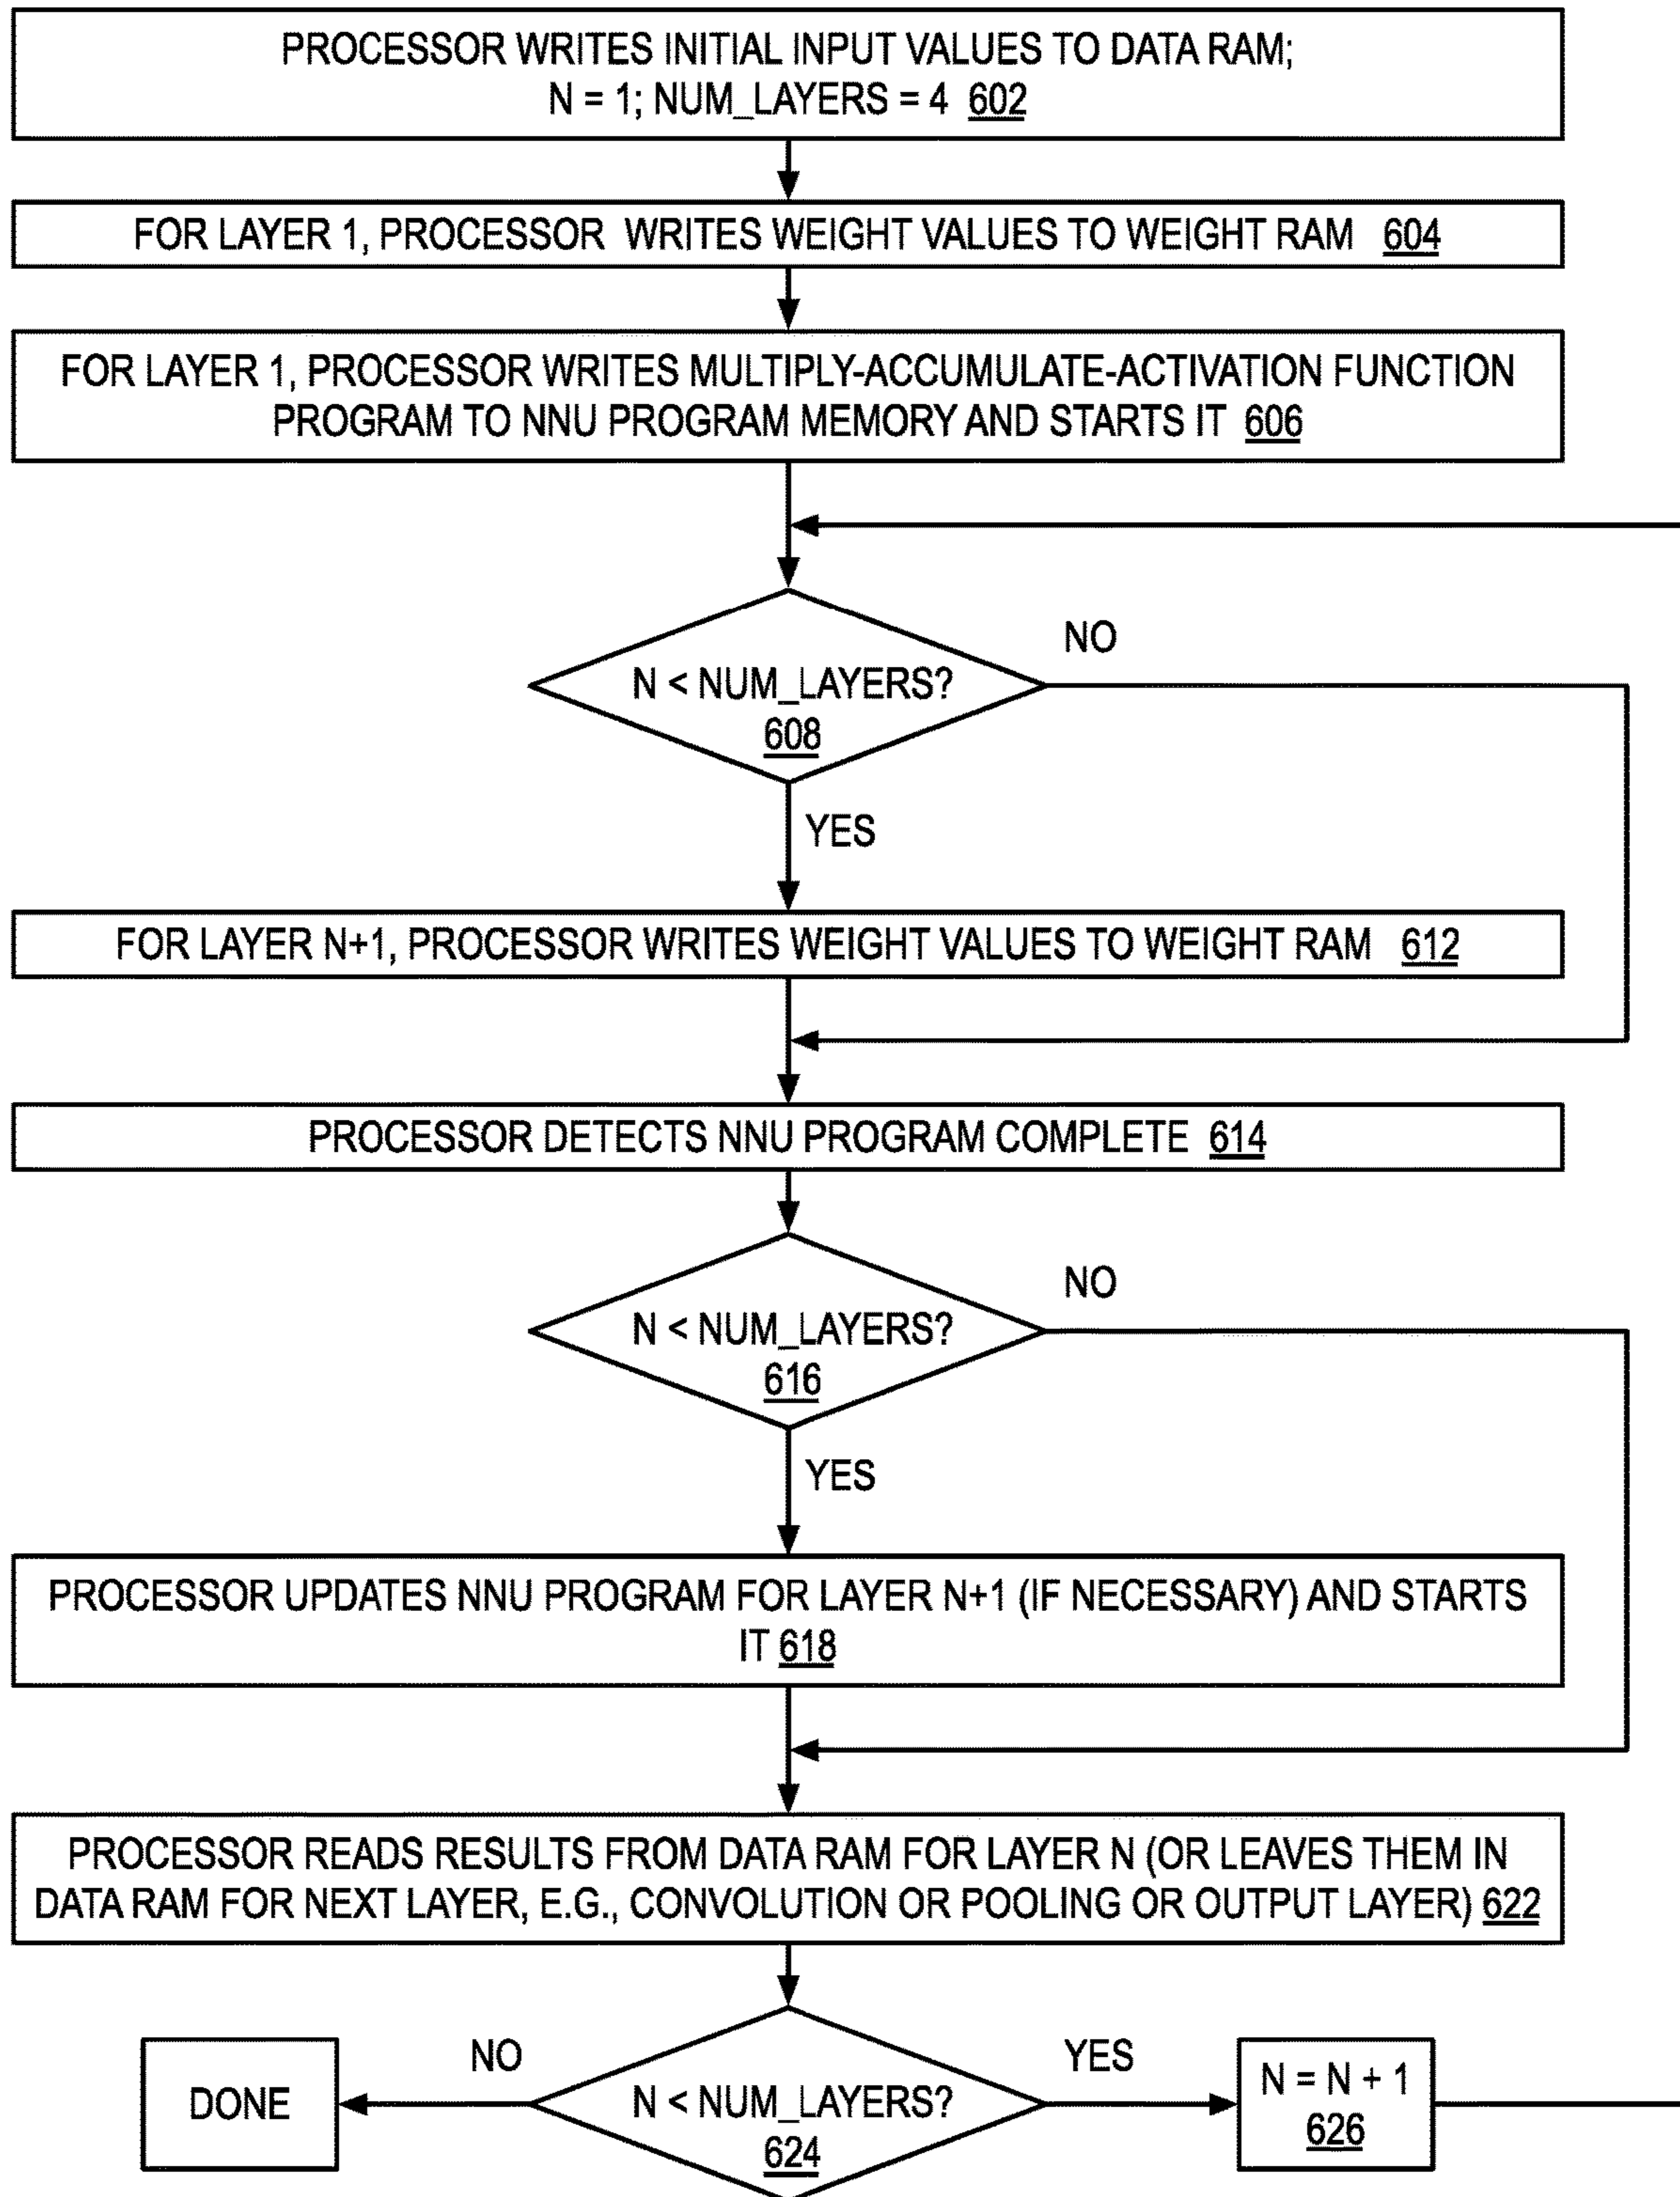 PROCESSOR WRITES INITIAL INPUT VALUES TO DATA RAM;
N = 1; NUM_LAYERS = 4 602
FOR LAYER 1, PROCESSOR WRITES WEIGHT VALUES TO WEIGHT RAM 604
FOR LAYER 1, PROCESSOR WRITES MULTIPLY-ACCUMULATE-ACTIVATION FUNCTION
PROGRAM TO NNU PROGRAM MEMORY AND STARTS IT 606
NO
N < NUM_LAYERS?
608
YES
FOR LAYER N+1, PROCESSOR WRITES WEIGHT VALUES TO WEIGHT RAM 612
PROCESSOR DETECTS NNU PROGRAM COMPLETE 614
NO
N < NUM_LAYERS?
616
YES
PROCESSOR UPDATES NNU PROGRAM FOR LAYER N+1 (IF NECESSARY) AND STARTS
IT 618
PROCESSOR READS RESULTS FROM DATA RAM FOR LAYER N (OR LEAVES THEM IN
DATA RAM FOR NEXT LAYER, E.G., CONVOLUTION OR POOLING OR OUTPUT LAYER) 622
NO
YES
DONE
N < NUM_LAYERS?
624
N = N + 1
626